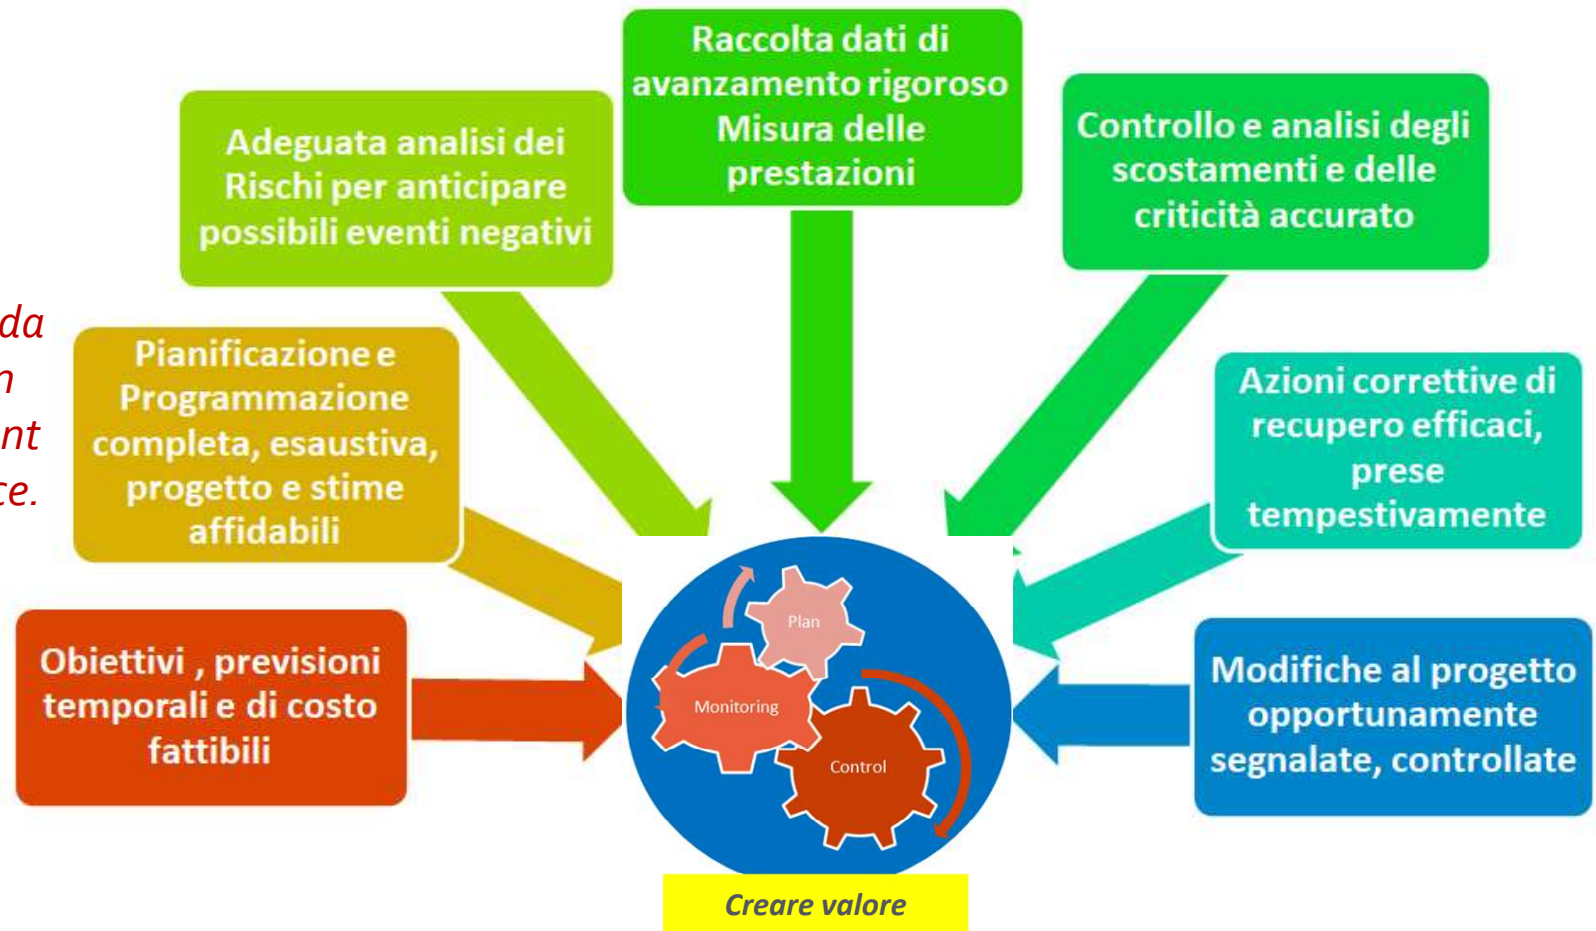 Raccolta dati di
avanzamento rigoroso
Misura delle
prestazioni
Adeguata analisi dei
Rischi per anticipare
possibili eventi negativi
Controllo e analisi degli
scostamenti e delle
criticità accurato
da
Pianificazione e
Programmazione
completa, esaustiva,
progetto e stime
affidabili
Azioni correttive di
recupero efficaci,
prese
tempestivamente
Obiettivi , previsioni
temporali e di costo
fattibili
Modifiche al progetto
opportunamente
segnalate, controllate
Plan
Monitoring
Control
Creare valore